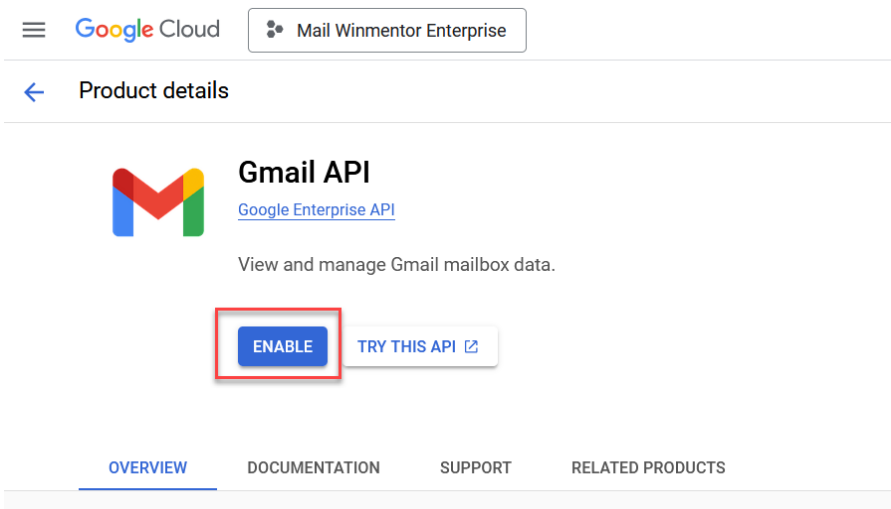 Google Cloud Mail Winmentor Enterprise
Product details
Gmail API
Google Enterprise API
View and manage Gmail mailbox data.
ENABLE TRY THIS API
OVERVIEW DOCUMENTATION SUPPORT RELATED PRODUCTS